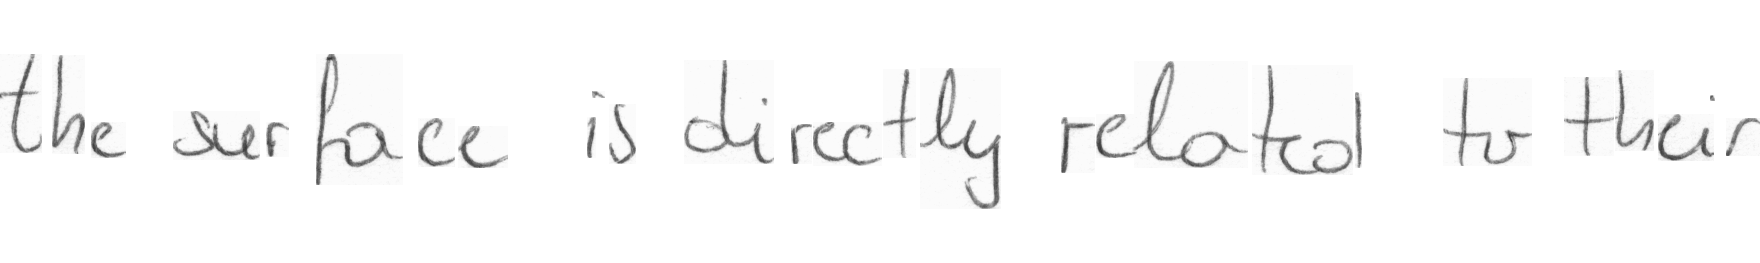 the surface is directly related to their